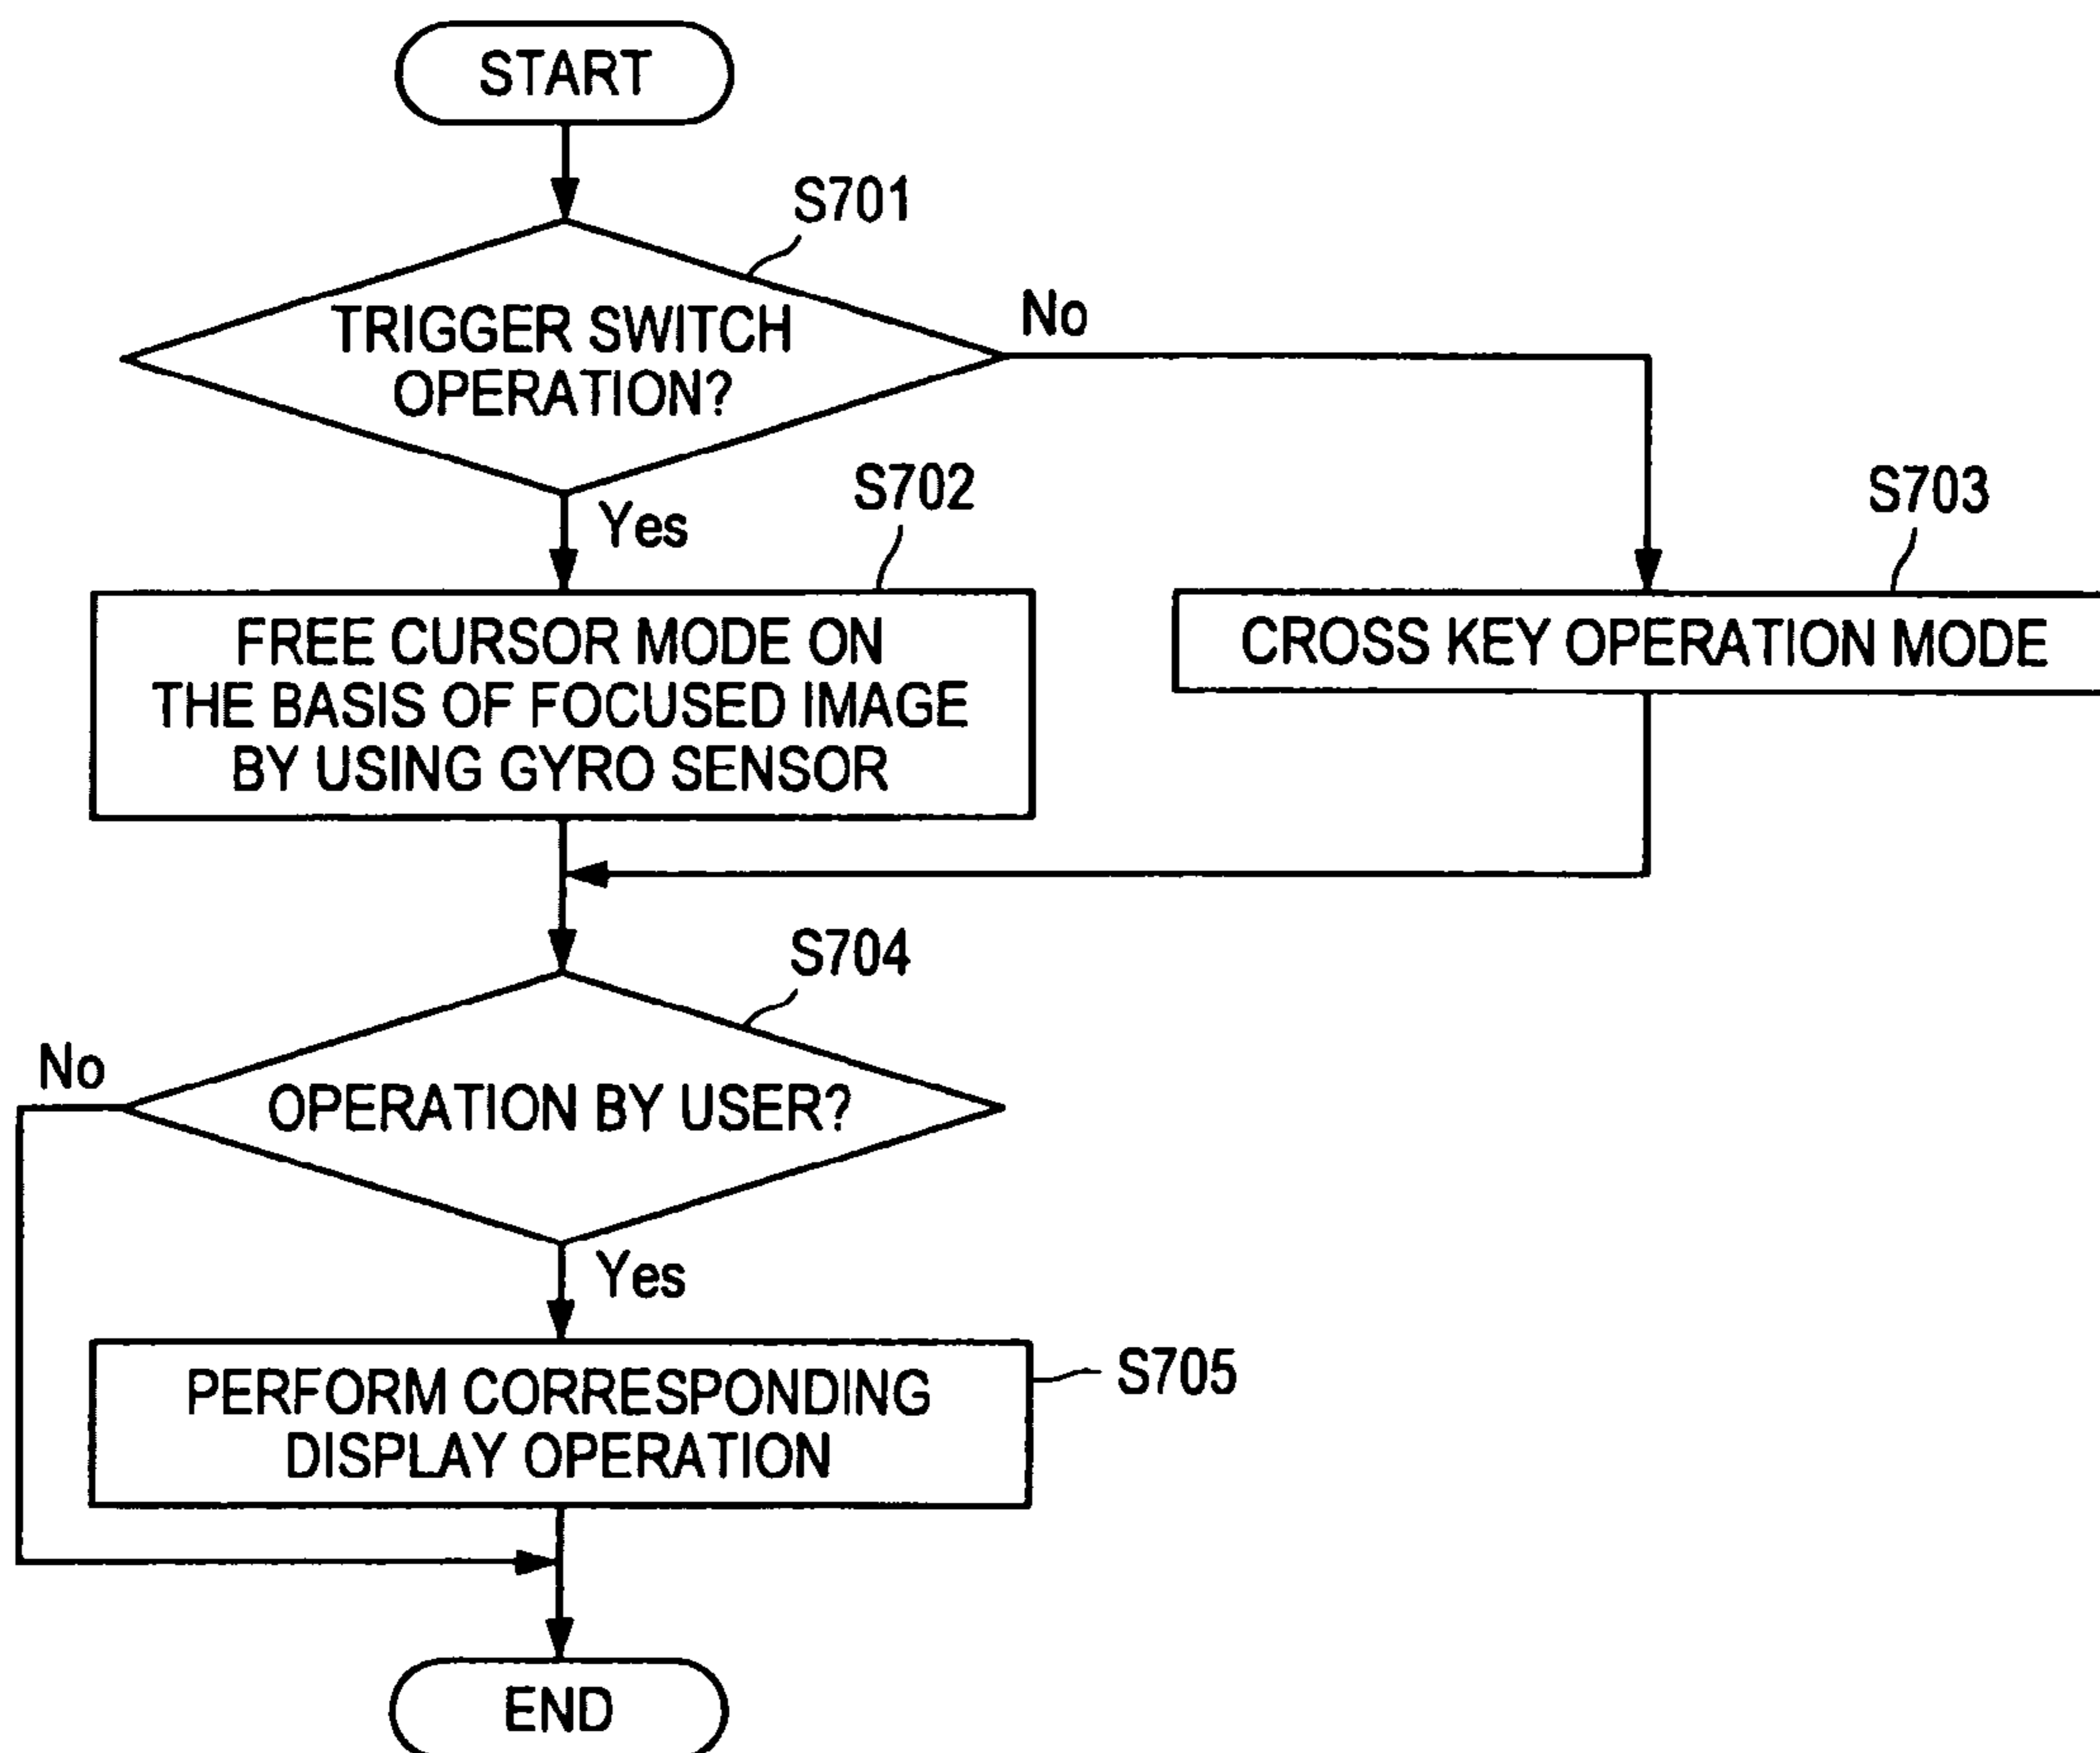 START
S701
TRIGGER SWITCH
OPERATION?
No
Yes
S702
FREE CURSOR MODE ON
THE BASIS OF FOCUSED IMAGE
BY USING GYRO SENSOR
S703
CROSS KEY OPERATION MODE
S704
OPERATION BY USER?
No
Yes
PERFORM CORRESPONDING
DISPLAY OPERATION
S705
END